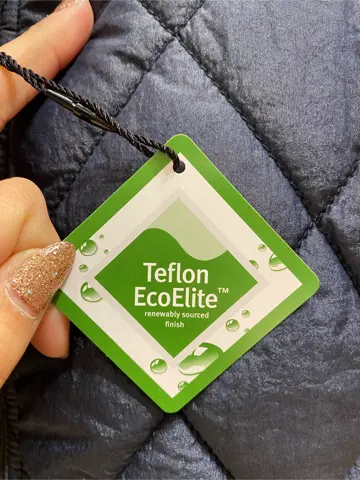 Teflon
EcoElite™
renewably sourced
finish